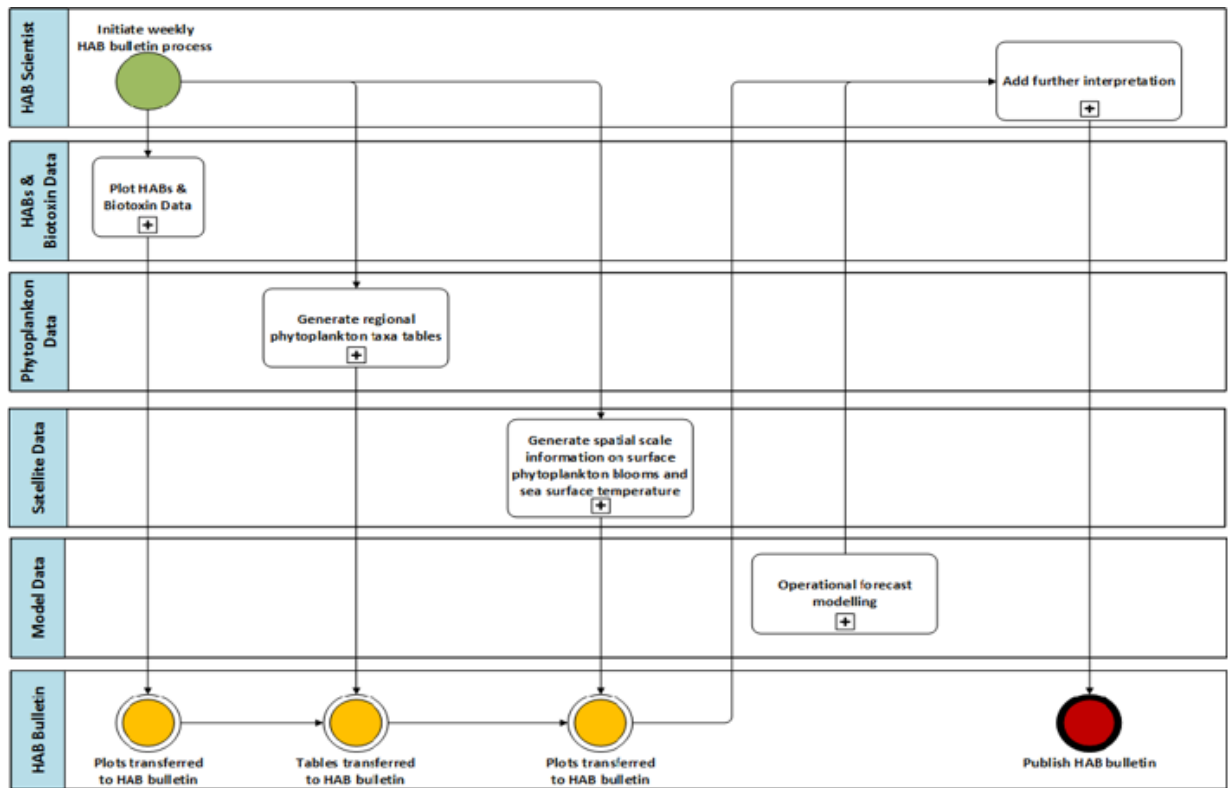 HAB Scientist
Initiate weekly
HAB bulletin process
Add further interpretation
HABs &
Biotoxin Data
Plot HABs &
Biotoxin Data
Phytoplankton
Data
Generate regional
phytoplankton taxa tables
Satellite Data
Generate spatial scale
information on surface
phytoplankton blooms and
sea surface temperature
Model Data
Operational forecast
modelling
HAB Bulletin
Plots transferred
to HAB bulletin
Tables transferred
to HAB bulletin
Plots transferred
to HAB bulletin
Publish HAB bulletin